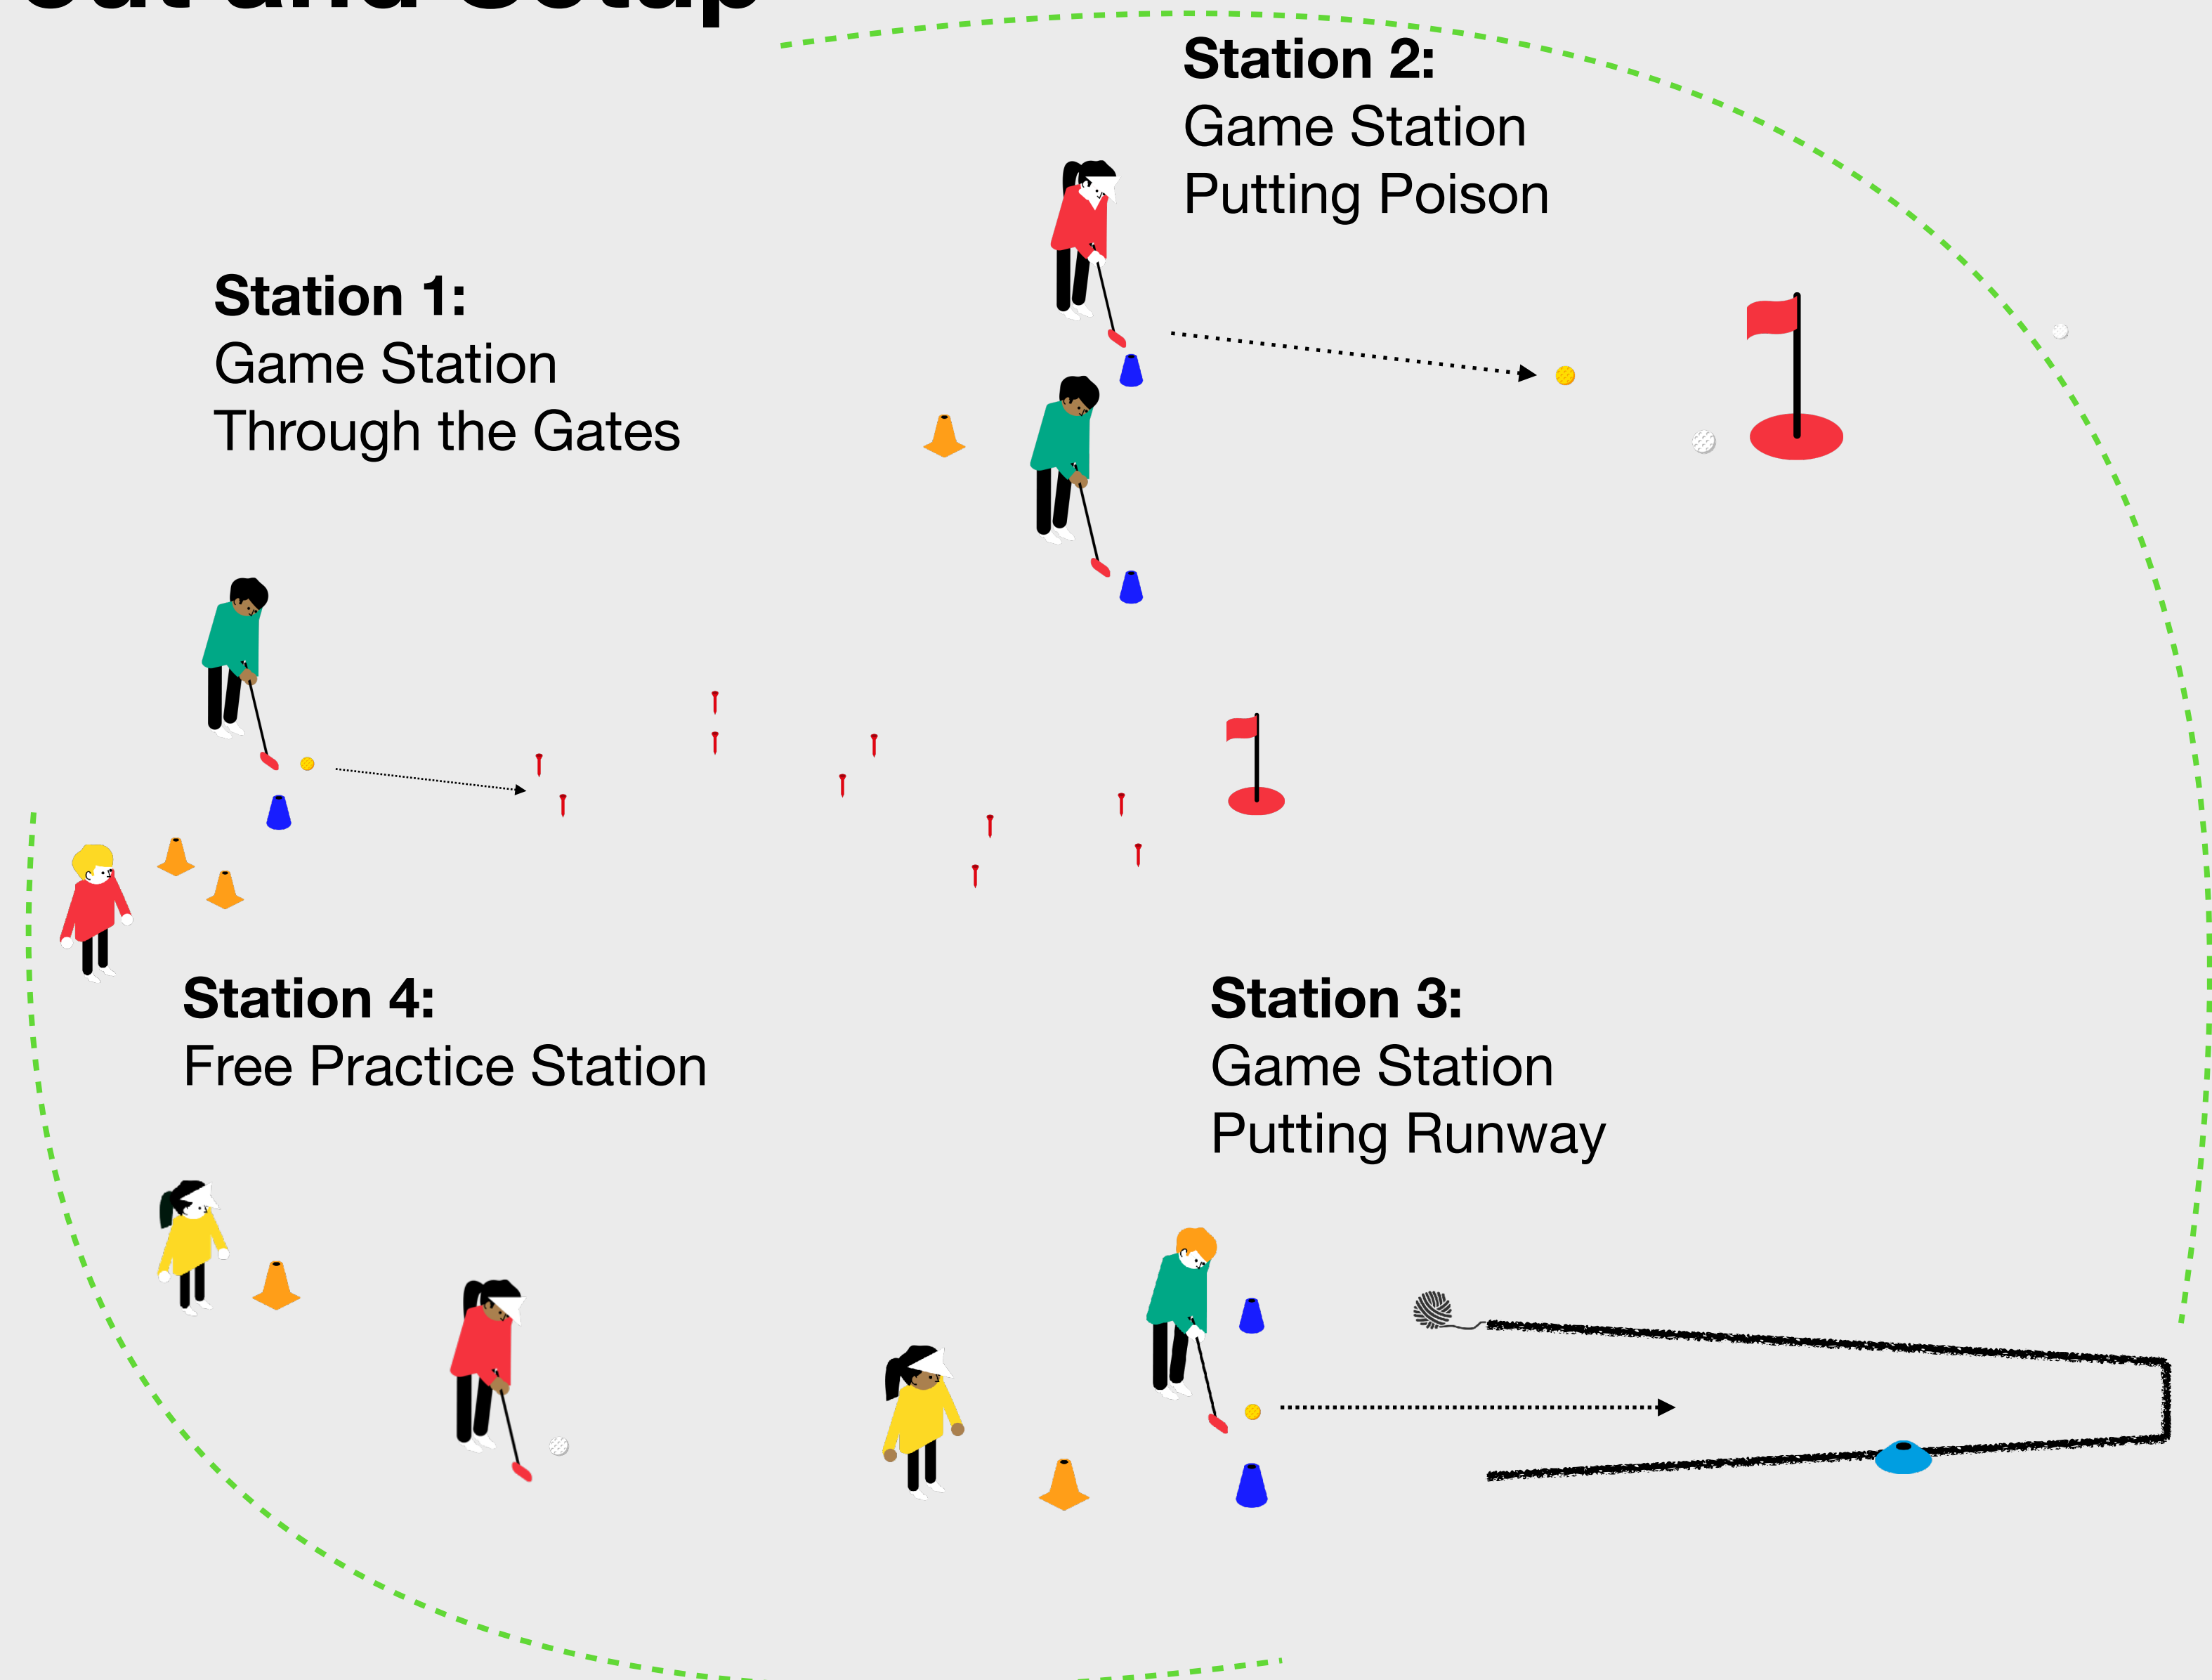 Station 2:
Game Station
Putting Poison
Station 1:
Game Station
Through the Gates
Station 4:
Free Practice Station
Station 3:
Game Station
Putting Runway